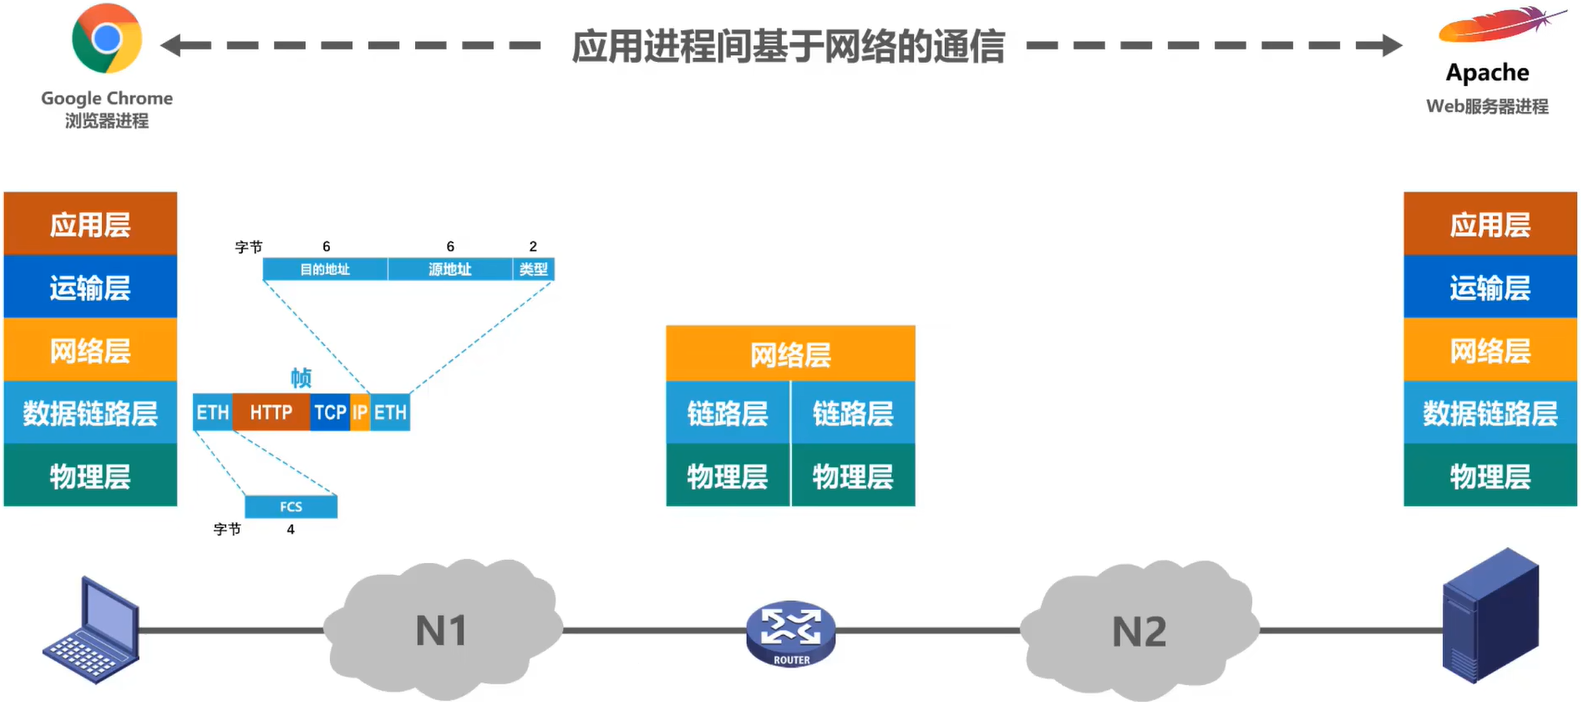 应用进程间基于网络的通信
Google Chrome
浏览器进程
Apache
Web服务器进程
应用层
运输层
网络层
数据链路层
物理层
字节 6 6 2
目的地址 源地址 类型
帧
ETH HTTP TCP IP ETH
FCS
字节 4
网络层
链路层 链路层
物理层 物理层
应用层
运输层
网络层
数据链路层
物理层
N1
ROUTER
N2